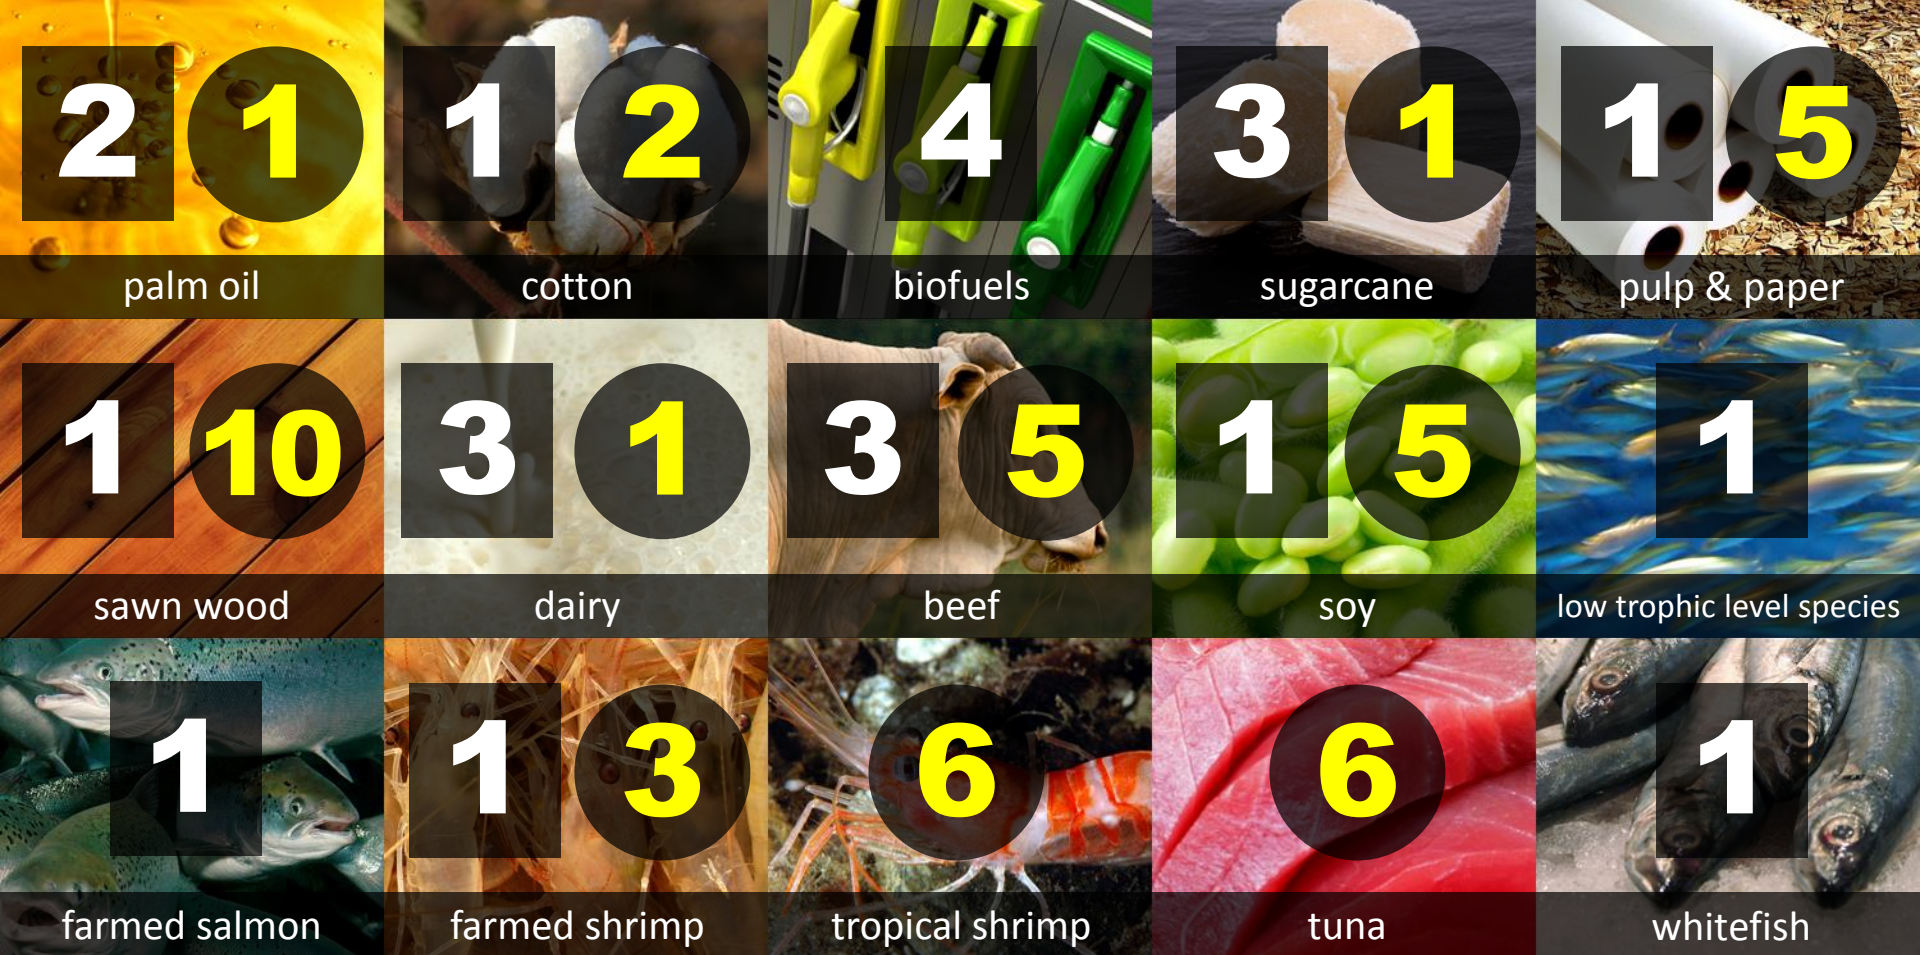 2 1 1 2 4 3 1 1 5
palm oil cotton biofuels sugarcane pulp & paper
1 10 3 1 3 5 1 5 1
sawn wood dairy beef soy low trophic level species
1 1 3 6 6 1
farmed salmon farmed shrimp tropical shrimp tuna whitefish